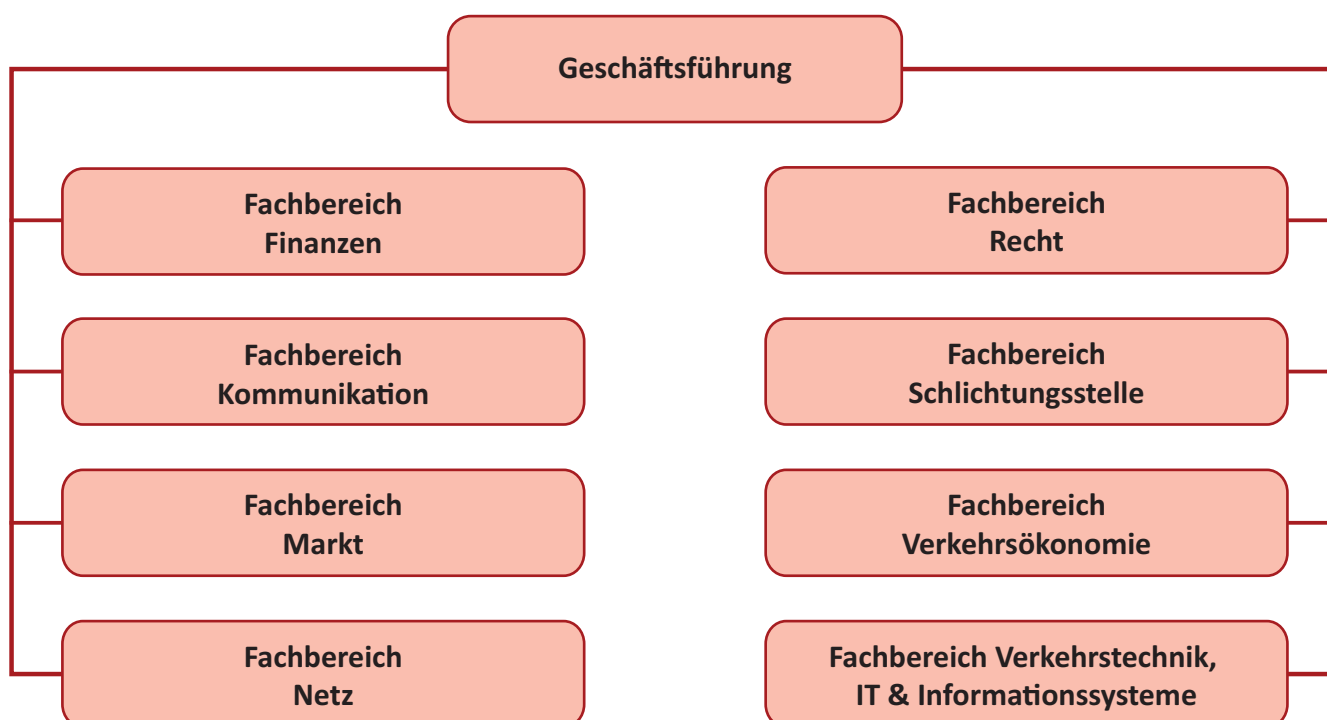 Geschäftsführung
Fachbereich
Finanzen
Fachbereich
Recht
Fachbereich
Kommunikation
Fachbereich
Schlichtungsstelle
Fachbereich
Markt
Fachbereich
Verkehrsökonomie
Fachbereich
Netz
Fachbereich Verkehrstechnik,
IT & Informationssysteme